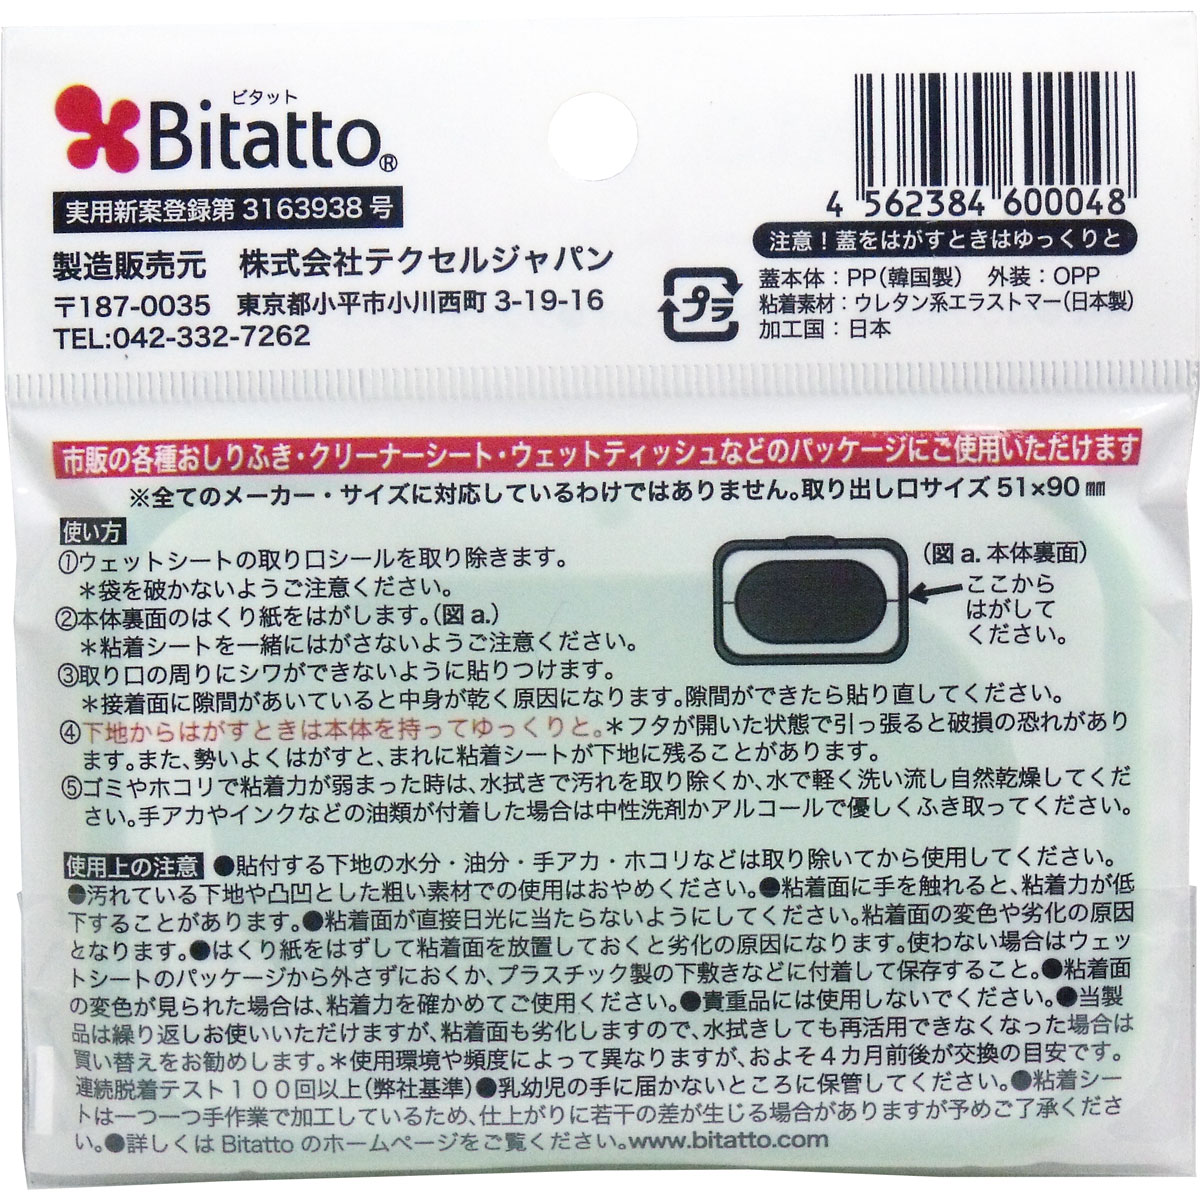 ビタット
Bitatto®
実用新案登録第 3163938 号
製造販売元　株式会社テクセルジャパン
〒187-0035　東京都小平市小川西町 3-19-16
TEL:042-332-7262
4 562384 600048
注意！蓋をはがすときはゆっくりと
プラ
蓋本体：PP（韓国製）　外装：OPP
粘着素材：ウレタン系エラストマー（日本製）
加工国：日本
市販の各種おしりふき・クリーナーシート・ウェットティッシュなどのパッケージにご使用いただけます
※全てのメーカー・サイズに対応しているわけではありません。取り出し口サイズ 51×90㎜
使い方
①ウェットシートの取り口シールを取り除きます。
＊袋を破かないようご注意ください。
②本体裏面のはくり紙をはがします。（図 a.）
＊粘着シートを一緒にはがさないようご注意ください。
③取り口の周りにシワができないように貼りつけます。
（図 a. 本体裏面）
ここから
はがして
ください。
＊接着面に隙間があいていると中身が乾く原因になります。隙間ができたら貼り直してください。
④下地からはがすときは本体を持ってゆっくりと。＊フタが開いた状態で引っ張ると破損の恐れがあり
ます。また、勢いよくはがすと、まれに粘着シートが下地に残ることがあります。
⑤ゴミやホコリで粘着力が弱まった時は、水拭きで汚れを取り除くか、水で軽く洗い流し自然乾燥してくだ
さい。手アカやインクなどの油類が付着した場合は中性洗剤かアルコールで優しくふき取ってください。
使用上の注意 ●貼付する下地の水分・油分・手アカ・ホコリなどは取り除いてから使用してください。
●汚れている下地や凸凹とした粗い素材での使用はおやめください。●粘着面に手を触れると、粘着力が低
下することがあります。●粘着面が直接日光に当たらないようにしてください。粘着面の変色や劣化の原因
となります。●はくり紙をはずして粘着面を放置しておくと劣化の原因になります。使わない場合はウェッ
トシートのパッケージから外さずにおくか、プラスチック製の下敷きなどに付着して保存すること。●粘着面
の変色が見られた場合は、粘着力を確かめてご使用ください。●貴重品には使用しないでください。●当製
品は繰り返しお使いいただけますが、粘着面も劣化しますので、水拭きしても再活用できなくなった場合は
買い替えをお勧めします。＊使用環境や頻度によって異なりますが、およそ４カ月前後が交換の目安です。
連続脱着テスト１００回以上（弊社基準）●乳幼児の手に届かないところに保管してください。●粘着シー
トは一つ一つ手作業で加工しているため、仕上がりに若干の差が生じる場合がありますが予めご了承くださ
い。●詳しくは Bitatto のホームページをご覧ください。www.bitatto.com